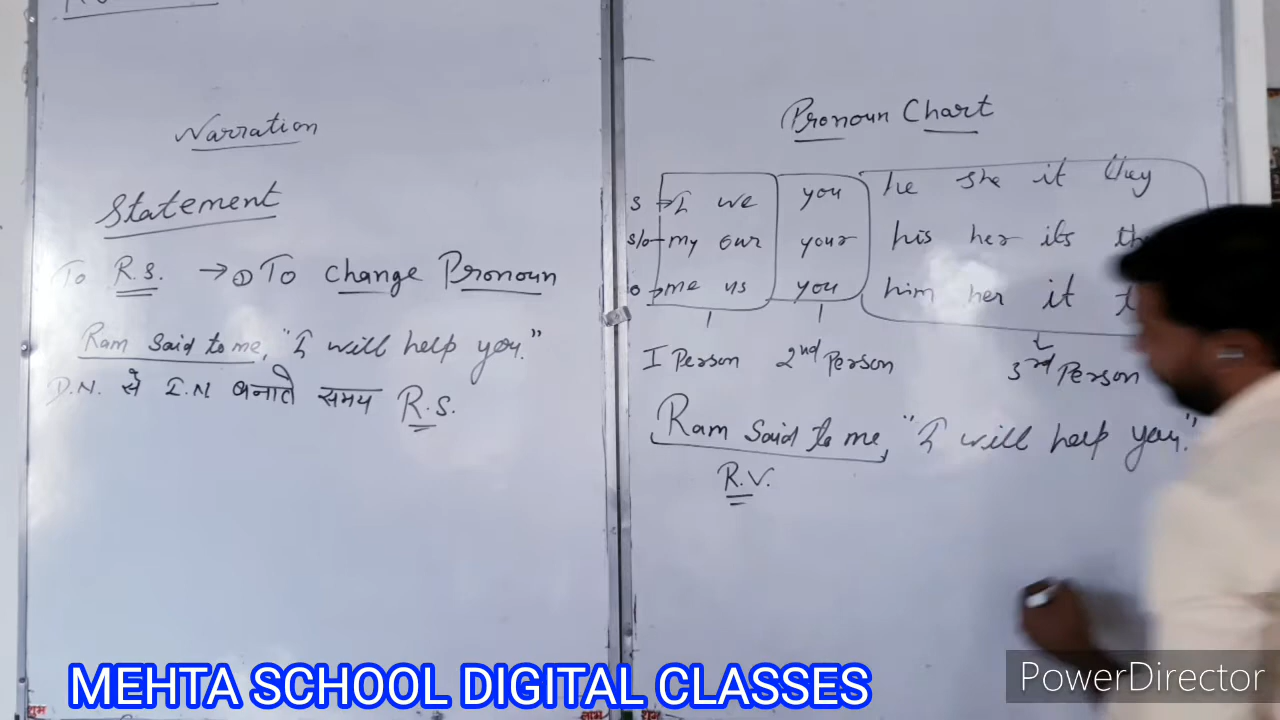 Narration
Statement
To R.S. → ① To Change Pronoun
Ram Said to me, "I will help you."
D.N. से I.N बनाते समय R.S.
Pronoun Chart
S → I we you he she it they
s/o → my our your his her its
o → me us you him her it
I Person 2nd Person 3rd Person
Ram Said to me, "I will help you."
R.V.
MEHTA SCHOOL DIGITAL CLASSES
PowerDirector